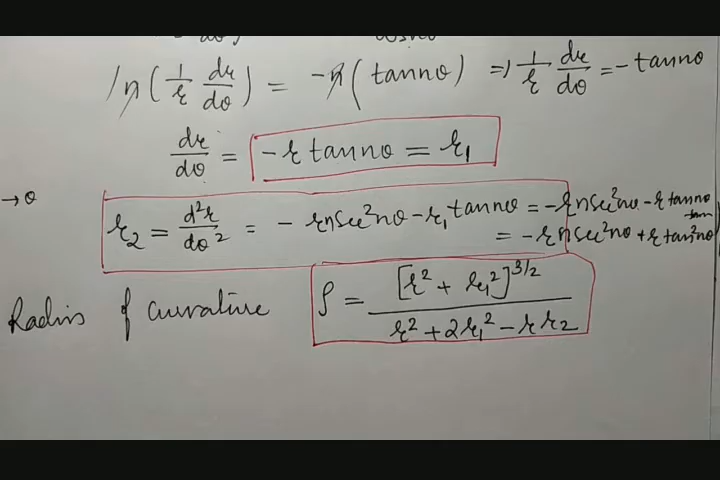 n(1/r dr/dθ) = -n(tan nθ) ⇒ 1/r dr/dθ = - tan nθ
dr/dθ = -r tan nθ = r₁
→ θ
r₂ = d²r/dθ² = - rn sec²nθ - r₁ tan nθ = -rn sec²nθ - r tan nθ tan
= -rn sec²nθ + r tan²nθ
Radius of curvature ρ = [r² + r₁²]^3/2 / r² + 2r₁² - r r₂